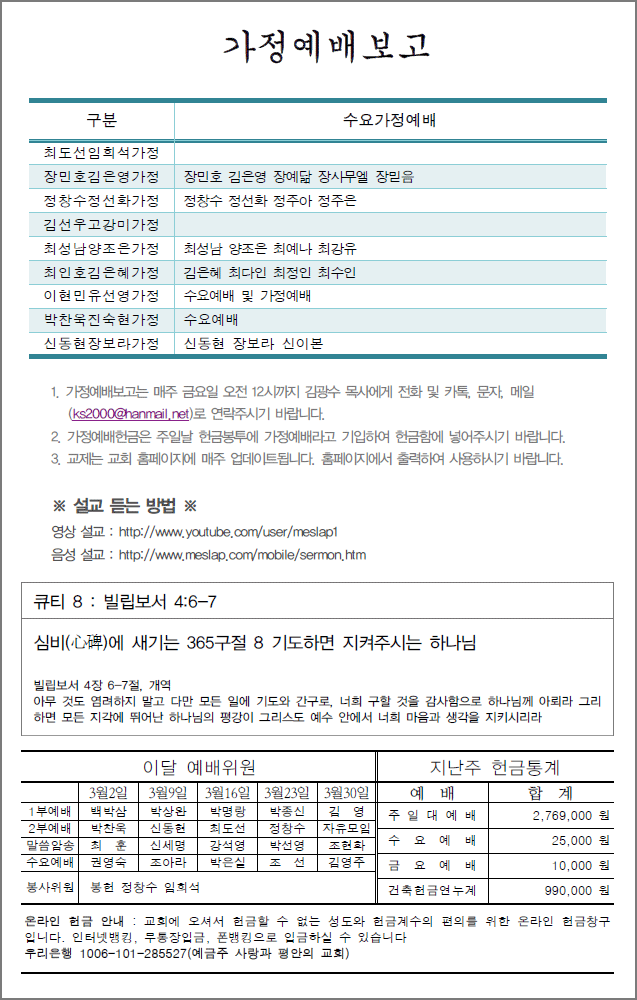 가정예배보고
구분 수요가정예배
최도선임희석가정
장민호김은영가정 장민호 김은영 장예닮 장사무엘 장믿음
정창수정선화가정 정창수 정선화 정주아 정주은
김선우고강미가정
최성남양조은가정 최성남 양조은 최예나 최강유
최인호김은혜가정 김은혜 최다인 최정인 최수인
이현민유선영가정 수요예배 및 가정예배
박찬욱진숙현가정 수요예배
신동현장보라가정 신동현 장보라 신이본
1. 가정예배보고는 매주 금요일 오전 12시까지 김광수 목사에게 전화 및 카톡, 문자, 메일
(ks2000@hanmail.net)로 연락주시기 바랍니다.
2. 가정예배헌금은 주일날 헌금봉투에 가정예배라고 기입하여 헌금함에 넣어주시기 바랍니다.
3. 교제는 교회 홈페이지에 매주 업데이트됩니다. 홈페이지에서 출력하여 사용하시기 바랍니다.
※ 설교 듣는 방법 ※
영상 설교 : http://www.youtube.com/user/meslap1
음성 설교 : http://www.meslap.com/mobile/sermon.htm
큐티 8 : 빌립보서 4:6-7
심비(心碑)에 새기는 365구절 8 기도하면 지켜주시는 하나님
빌립보서 4장 6-7절, 개역
아무 것도 염려하지 말고 다만 모든 일에 기도와 간구로, 너희 구할 것을 감사함으로 하나님께 아뢰라 그리
하면 모든 지각에 뛰어난 하나님의 평강이 그리스도 예수 안에서 너희 마음과 생각을 지키시리라
이달 예배위원
3월2일 3월9일 3월16일 3월23일 3월30일
1부예배 백박삼 박상완 박명랑 박종신 김 영
2부예배 박찬욱 신동현 최도선 정창수 자유모임
말씀암송 최 훈 신세명 강석영 박선영 조현화
수요예배 권영숙 조아라 박은실 조 선 김영주
봉사위원 봉헌 정창수 임희석
지난주 헌금통계
예 배 합 계
주일대예배 2,769,000 원
수 요 예 배 25,000 원
금 요 예 배 10,000 원
건축헌금연누계 990,000 원
온라인 헌금 안내 : 교회에 오셔서 헌금할 수 없는 성도와 헌금계수의 편의를 위한 온라인 헌금창구
입니다. 인터넷뱅킹, 무통장입금, 폰뱅킹으로 입금하실 수 있습니다
우리은행 1006-101-285527(예금주 사랑과 평안의 교회)